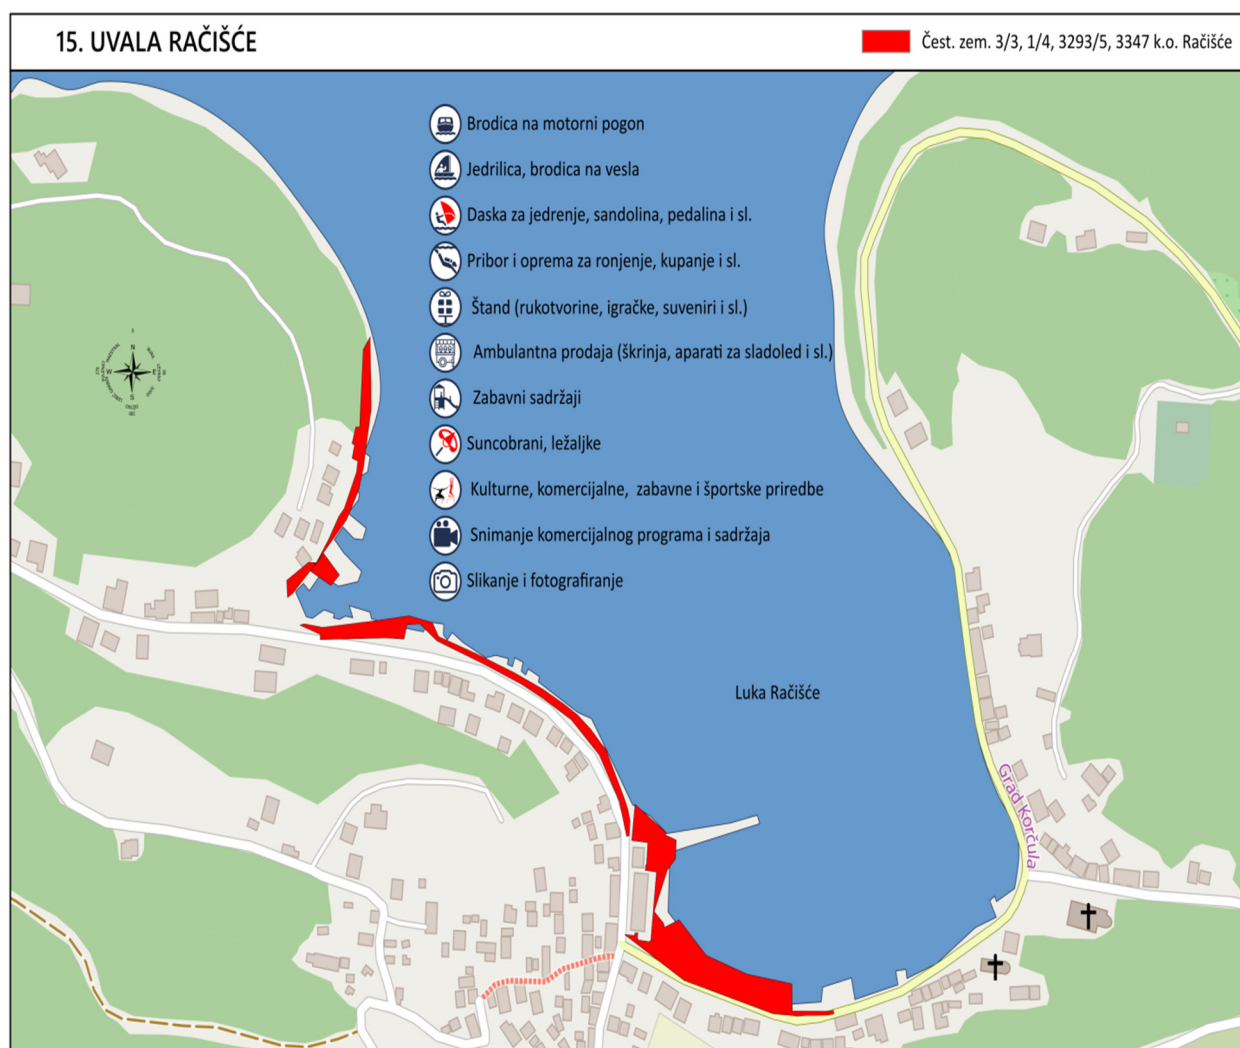 15. UVALA RAČIŠĆE
Čest. zem. 3/3, 1/4, 3293/5, 3347 k.o. Račišće
Brodica na motorni pogon
Jedrilica, brodica na vesla
Daska za jedrenje, sandolina, pedalina i sl.
Pribor i oprema za ronjenje, kupanje i sl.
Štand (rukotvorine, igračke, suveniri i sl.)
Ambulantna prodaja (škrinja, aparati za sladoled i sl.)
Zabavni sadržaji
Suncobrani, ležaljke
Kulturne, komercijalne, zabavne i športske priredbe
Snimanje komercijalnog programa i sadržaja
Slikanje i fotografiranje
N
W
E
S
Luka Račišće
Grad Korčula